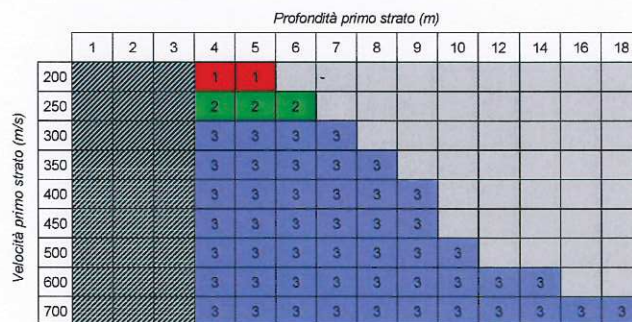 Profondità primo strato (m)
1 2 3 4 5 6 7 8 9 10 12 14 16 18
Velocità primo strato (m/s)
200 1 1 -
250 2 2 2
300 3 3 3 3
350 3 3 3 3 3
400 3 3 3 3 3 3
450 3 3 3 3 3 3
500 3 3 3 3 3 3 3
600 3 3 3 3 3 3 3 3 3
700 3 3 3 3 3 3 3 3 3 3 3